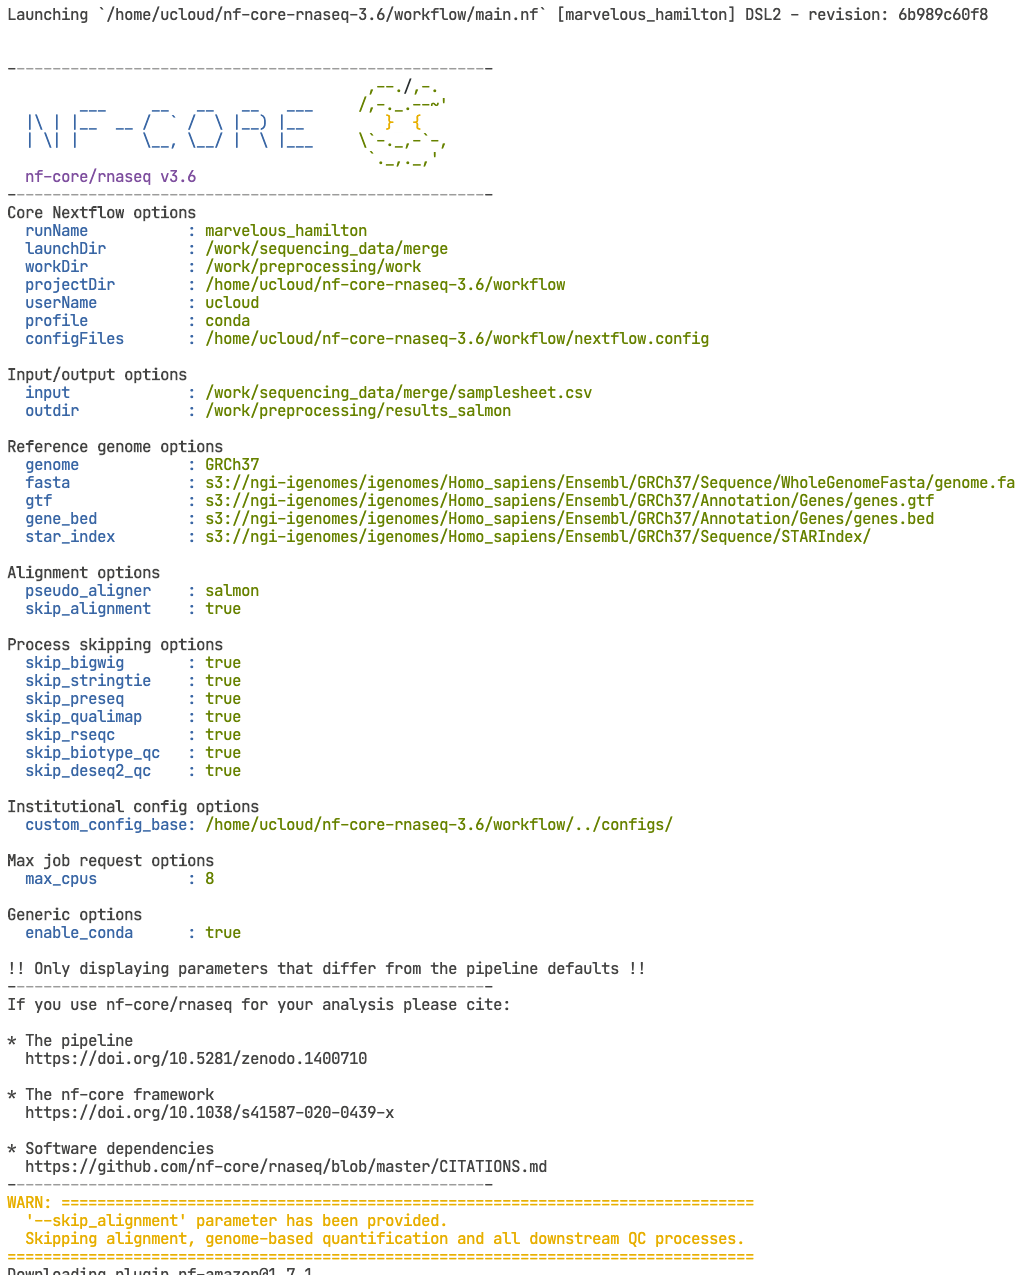 Launching `/home/ucloud/nf-core-rnaseq-3.6/workflow/main.nf` [marvelous_hamilton] DSL2 - revision: 6b989c60f8
------------------------------------------------------
                                        ,--./,-.
        ___     __   __   __   ___     /,-._.--~'
  |\ | |__  __ /  ` /  \ |__) |__         }  {
  | \| |       \__, \__/ |  \ |___     \`-._,-`-,
                                        `._,._,'
  nf-core/rnaseq v3.6
------------------------------------------------------
Core Nextflow options
  runName           : marvelous_hamilton
  launchDir         : /work/sequencing_data/merge
  workDir           : /work/preprocessing/work
  projectDir        : /home/ucloud/nf-core-rnaseq-3.6/workflow
  userName          : ucloud
  profile           : conda
  configFiles       : /home/ucloud/nf-core-rnaseq-3.6/workflow/nextflow.config
Input/output options
  input             : /work/sequencing_data/merge/samplesheet.csv
  outdir            : /work/preprocessing/results_salmon
Reference genome options
  genome            : GRCh37
  fasta             : s3://ngi-igenomes/igenomes/Homo_sapiens/Ensembl/GRCh37/Sequence/WholeGenomeFasta/genome.fa
  gtf               : s3://ngi-igenomes/igenomes/Homo_sapiens/Ensembl/GRCh37/Annotation/Genes/genes.gtf
  gene_bed          : s3://ngi-igenomes/igenomes/Homo_sapiens/Ensembl/GRCh37/Annotation/Genes/genes.bed
  star_index        : s3://ngi-igenomes/igenomes/Homo_sapiens/Ensembl/GRCh37/Sequence/STARIndex/
Alignment options
  pseudo_aligner    : salmon
  skip_alignment    : true
Process skipping options
  skip_bigwig       : true
  skip_stringtie    : true
  skip_preseq       : true
  skip_qualimap     : true
  skip_rseqc        : true
  skip_biotype_qc   : true
  skip_deseq2_qc    : true
Institutional config options
  custom_config_base: /home/ucloud/nf-core-rnaseq-3.6/workflow/../configs/
Max job request options
  max_cpus          : 8
Generic options
  enable_conda      : true
!! Only displaying parameters that differ from the pipeline defaults !!
------------------------------------------------------
If you use nf-core/rnaseq for your analysis please cite:
* The pipeline
  https://doi.org/10.5281/zenodo.1400710
* The nf-core framework
  https://doi.org/10.1038/s41587-020-0439-x
* Software dependencies
  https://github.com/nf-core/rnaseq/blob/master/CITATIONS.md
------------------------------------------------------
WARN: =============================================================================
  '--skip_alignment' parameter has been provided.
  Skipping alignment, genome-based quantification and all downstream QC processes.
===================================================================================
Downloading plugin nf-amazon@1.7.1